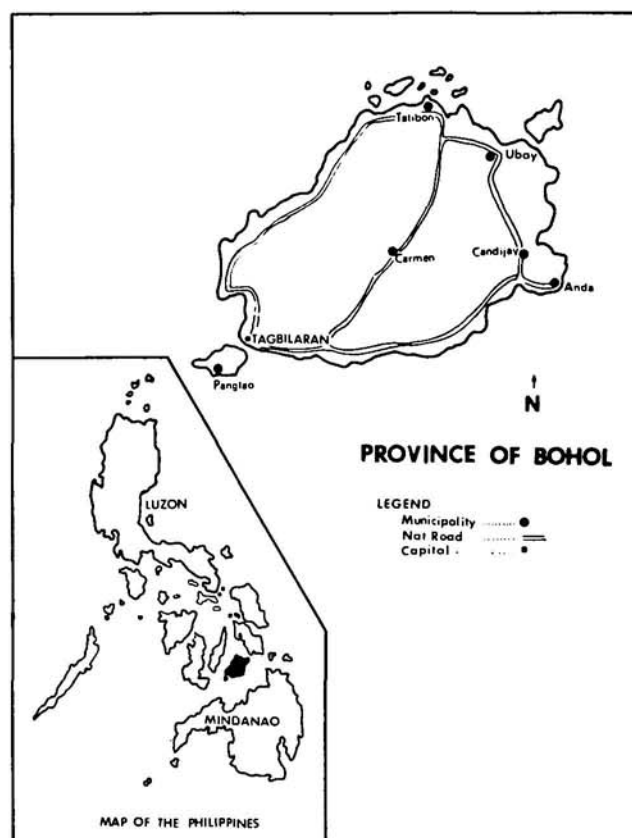 Talibon
Ubay
Carmen
Candijay
Anda
TAGBILARAN
Panglao
N
PROVINCE OF BOHOL
LEGEND
Municipality ........
Nat Road ......
Capital . . . .
LUZON
MINDANAO
MAP OF THE PHILIPPINES